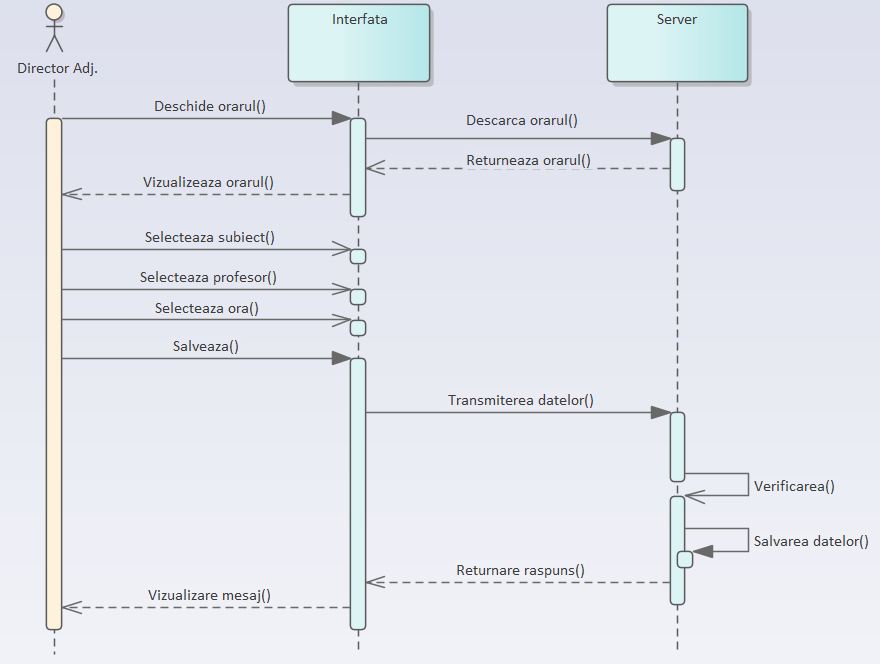 Interfata
Server
Director Adj.
Deschide orarul()
Descarca orarul()
Returneaza orarul()
Vizualizeaza orarul()
Selecteaza subiect()
Selecteaza profesor()
Selecteaza ora()
Salveaza()
Transmiterea datelor()
Verificarea()
Salvarea datelor()
Returnare raspuns()
Vizualizare mesaj()